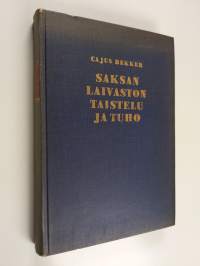 CAJUS BEKKER
SAKSAN
LAIVASTON
TAISTELU
JA TUHO